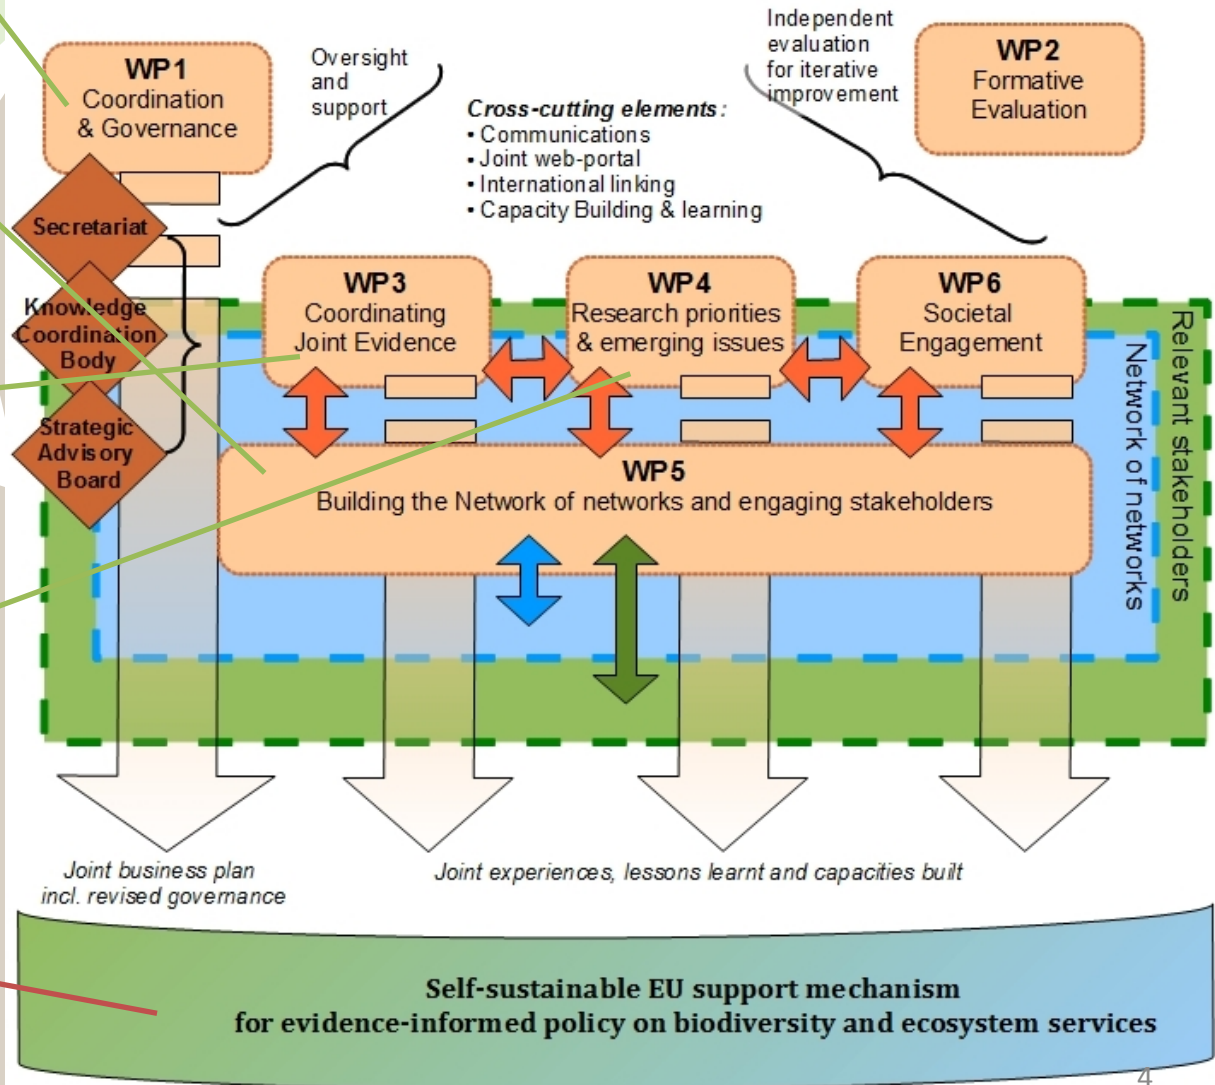 WP1
Coordination
& Governance
Oversight
and
support
Cross-cutting elements:
• Communications
• Joint web-portal
• International linking
• Capacity Building & learning
Independent
evaluation
for iterative
improvement
WP2
Formative
Evaluation
Secretariat
Knowledge
Coordination
Body
Strategic
Advisory
Board
WP3
Coordinating
Joint Evidence
WP4
Research priorities
& emerging issues
WP6
Societal
Engagement
Relevant stakeholders
Network of networks
WP5
Building the Network of networks and engaging stakeholders
Joint business plan
incl. revised governance
Joint experiences, lessons learnt and capacities built
Self-sustainable EU support mechanism
for evidence-informed policy on biodiversity and ecosystem services
4